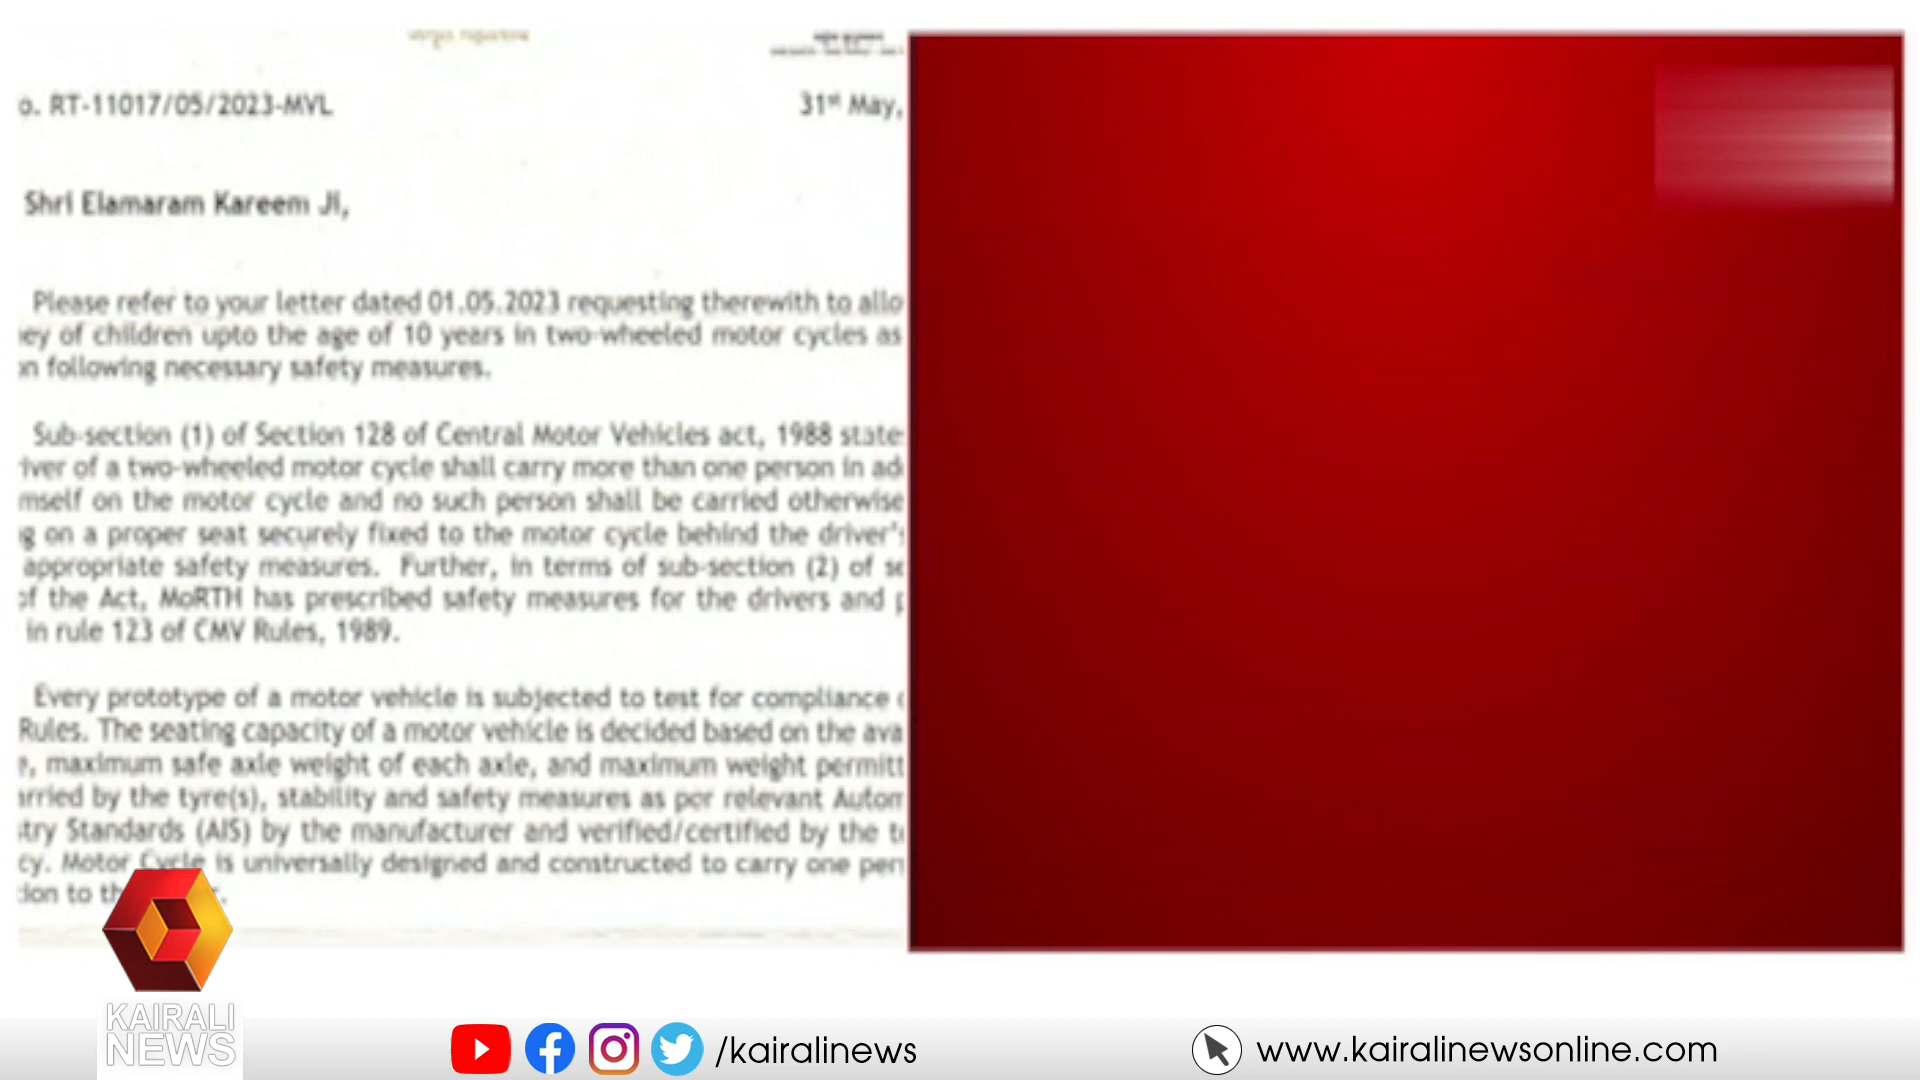 o. RT-11017/05/2023-MVL 31st May,
Shri Elamaram Kareem Ji,
Please refer to your letter dated 01.05.2023 requesting therewith to allo
ey of children upto the age of 10 years in two-wheeled motor cycles as
n following necessary safety measures.
Sub-section (1) of Section 128 of Central Motor Vehicles act, 1988 state
iver of a two-wheeled motor cycle shall carry more than one person in ad
mself on the motor cycle and no such person shall be carried otherwise
g on a proper seat securely fixed to the motor cycle behind the driver's
appropriate safety measures. Further, in terms of sub-section (2) of se
of the Act, MoRTH has prescribed safety measures for the drivers and p
in rule 123 of CMV Rules, 1989.
Every prototype of a motor vehicle is subjected to test for compliance
Rules. The seating capacity of a motor vehicle is decided based on the ava
e, maximum safe axle weight of each axle, and maximum weight permitt
arried by the tyre(s), stability and safety measures as per relevant Autom
try Standards (AIS) by the manufacturer and verified/certified by the te
cy. Motor Cycle is universally designed and constructed to carry one per
ion to th
KAIRALI
NEWS
/kairalinews
www.kairalinewsonline.com